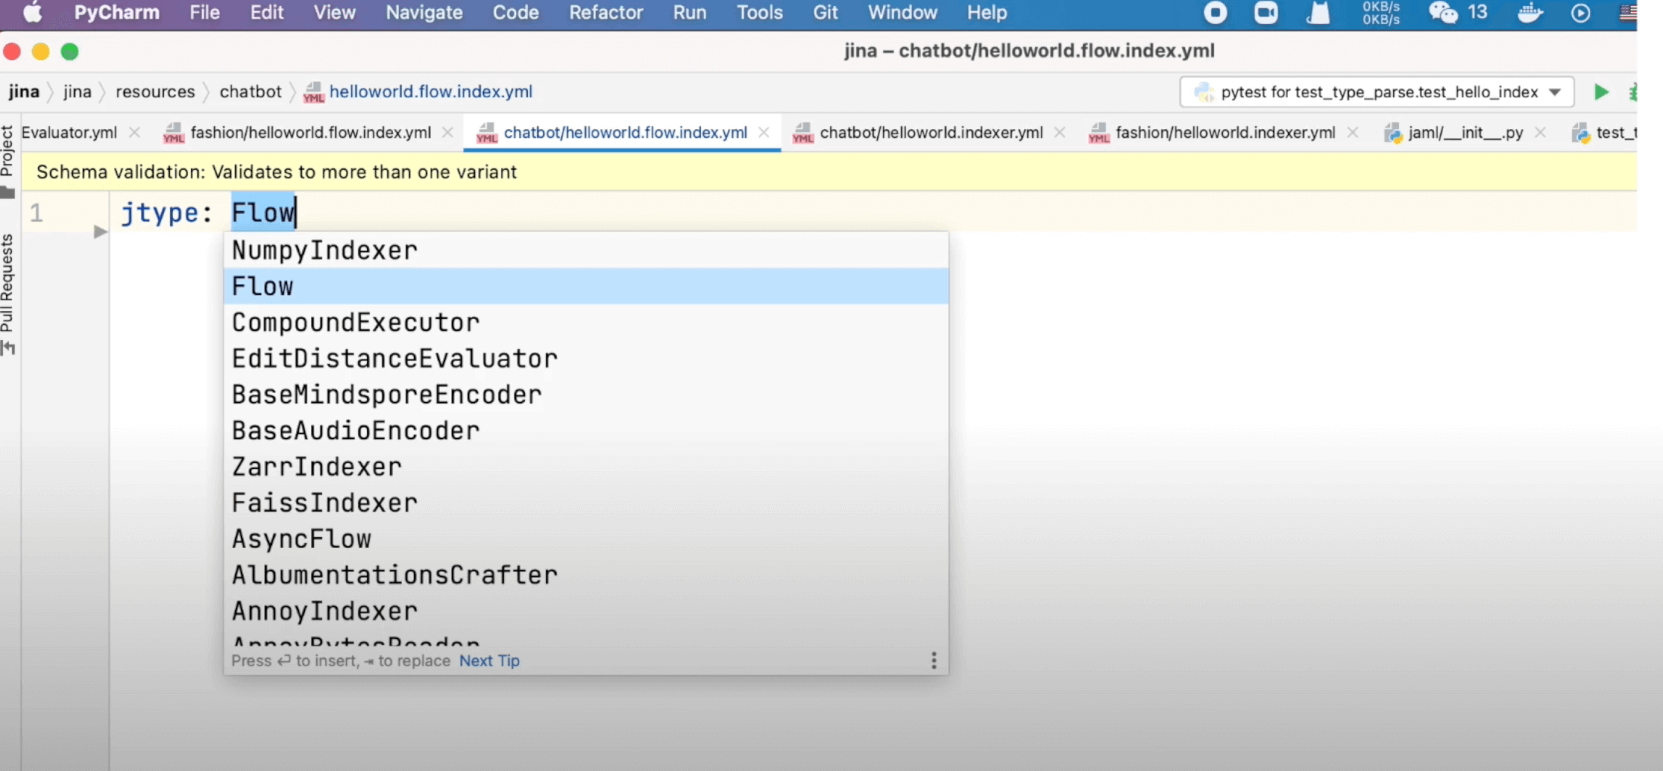 PyCharm File Edit View Navigate Code Refactor Run Tools Git Window Help 0KB/s 13
0KB/s
jina – chatbot/helloworld.flow.index.yml
jina jina resources chatbot helloworld.flow.index.yml pytest for test_type_parse.test_hello_index
Evaluator.yml fashion/helloworld.flow.index.yml chatbot/helloworld.flow.index.yml chatbot/helloworld.indexer.yml fashion/helloworld.indexer.yml jaml/__init__.py test_t
Project
Pull Requests
Schema validation: Validates to more than one variant
1 jtype: Flow
NumpyIndexer
Flow
CompoundExecutor
EditDistanceEvaluator
BaseMindsporeEncoder
BaseAudioEncoder
ZarrIndexer
FaissIndexer
AsyncFlow
AlbumentationsCrafter
AnnoyIndexer
Press ⏎ to insert, ⇥ to replace Next Tip